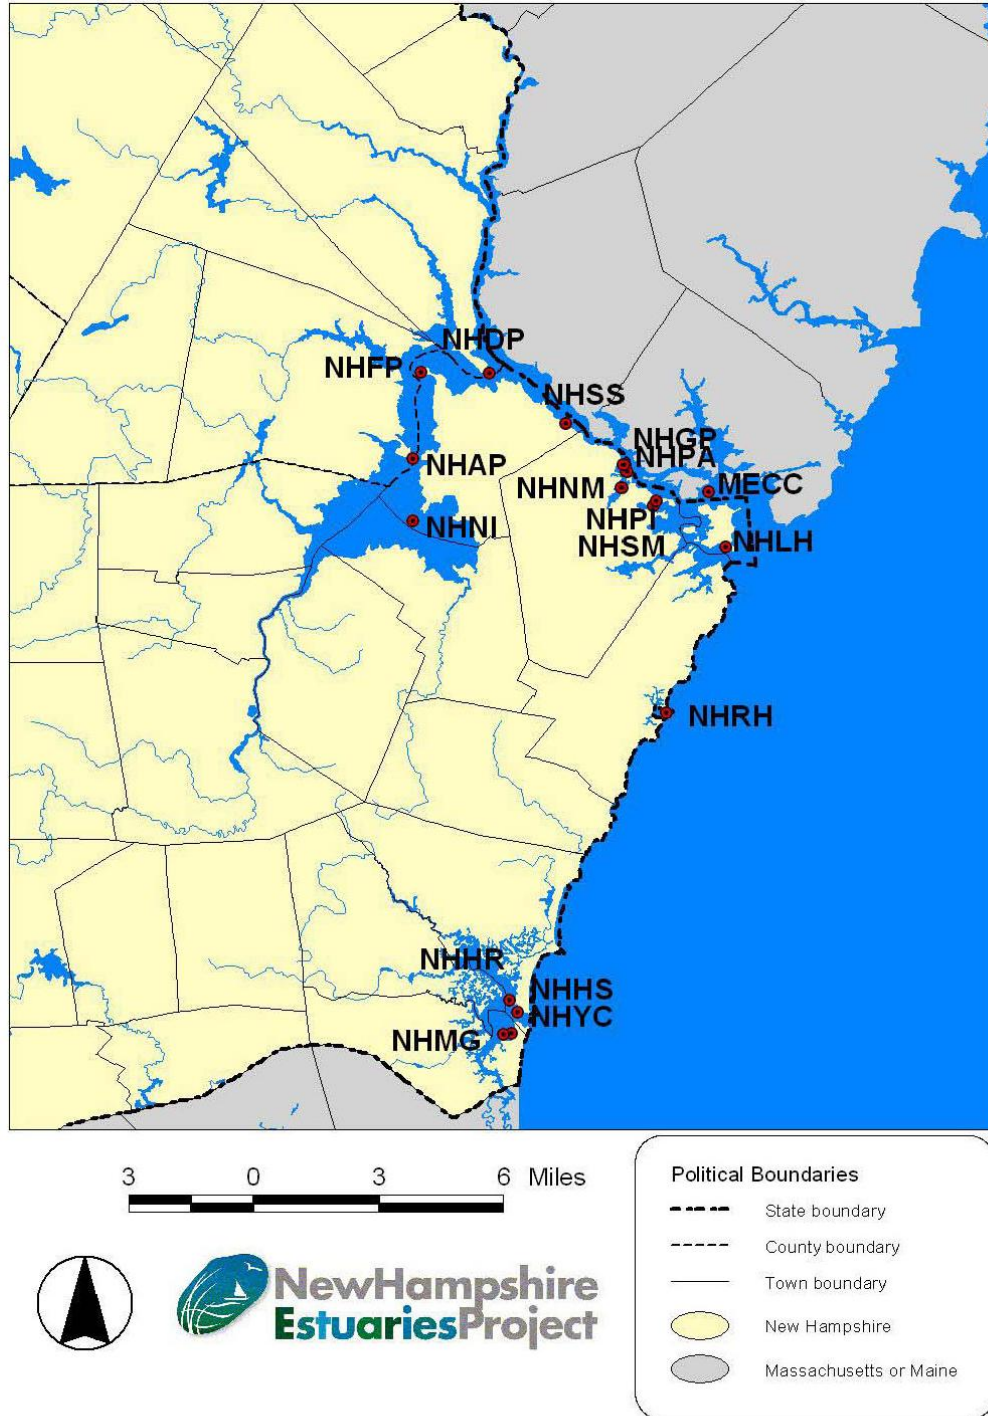 NHDP
NHFP
NHSS
NHGP
NHPA
NHAP
NHNM
MECC
NHPI
NHNI
NHSM
NHLH
NHRH
NHHR
NHHS
NHYC
NHMG
3 0 3 6 Miles
Political Boundaries
State boundary
County boundary
Town boundary
New Hampshire
Massachusetts or Maine
NewHampshire
EstuariesProject